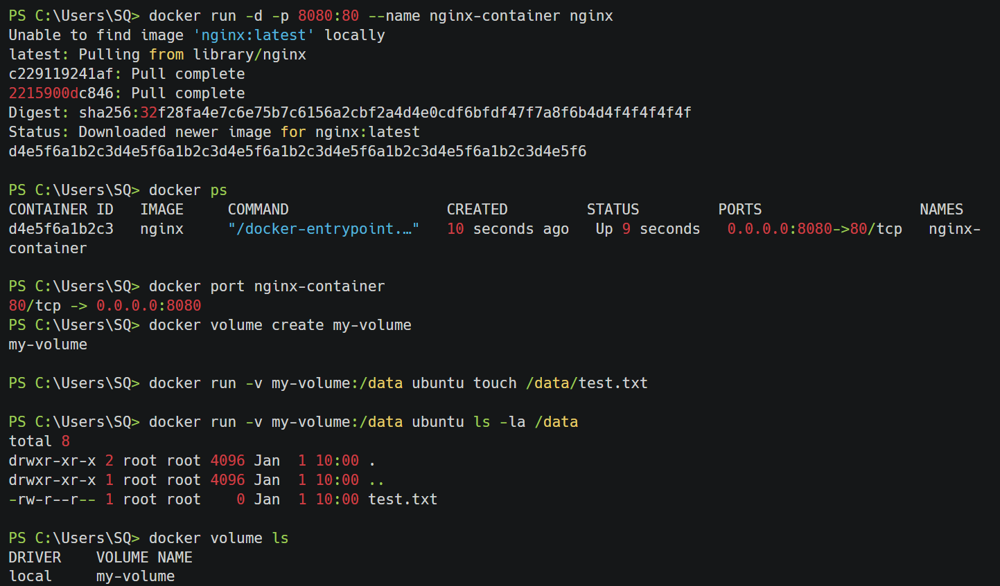 PS C:\Users\SQ> docker run -d -p 8080:80 --name nginx-container nginx
Unable to find image 'nginx:latest' locally
latest: Pulling from library/nginx
c229119241af: Pull complete
2215900dc846: Pull complete
Digest: sha256:32f28fa4e7c6e75b7c6156a2cbf2a4d4e0cdf6bfdf47f7a8f6b4d4f4f4f4f4f
Status: Downloaded newer image for nginx:latest
d4e5f6a1b2c3d4e5f6a1b2c3d4e5f6a1b2c3d4e5f6a1b2c3d4e5f6a1b2c3d4e5f6
PS C:\Users\SQ> docker ps
CONTAINER ID   IMAGE     COMMAND                  CREATED         STATUS         PORTS                  NAMES
d4e5f6a1b2c3   nginx     "/docker-entrypoint.…"   10 seconds ago   Up 9 seconds   0.0.0.0:8080->80/tcp   nginx-
container
PS C:\Users\SQ> docker port nginx-container
80/tcp -> 0.0.0.0:8080
PS C:\Users\SQ> docker volume create my-volume
my-volume
PS C:\Users\SQ> docker run -v my-volume:/data ubuntu touch /data/test.txt
PS C:\Users\SQ> docker run -v my-volume:/data ubuntu ls -la /data
total 8
drwxr-xr-x 2 root root 4096 Jan  1 10:00 .
drwxr-xr-x 1 root root 4096 Jan  1 10:00 ..
-rw-r--r-- 1 root root    0 Jan  1 10:00 test.txt
PS C:\Users\SQ> docker volume ls
DRIVER    VOLUME NAME
local     my-volume